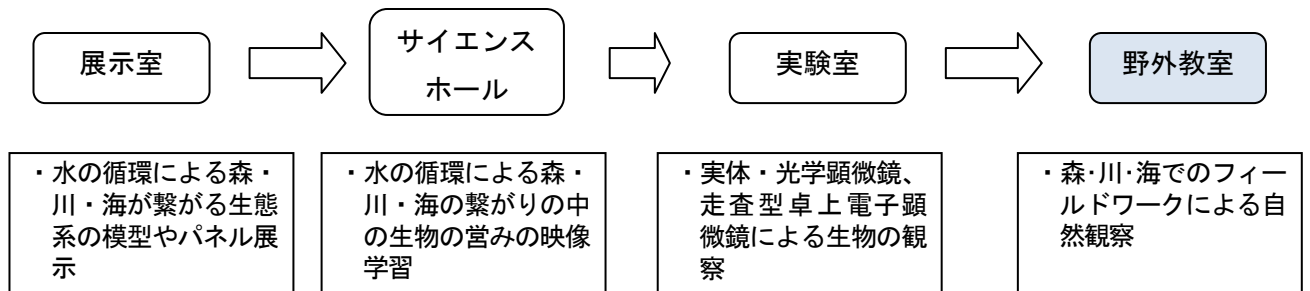 展示室
サイエンス
ホール
実験室
野外教室
・水の循環による森・
川・海が繋がる生態
系の模型やパネル展
示
・水の循環による森・
川・海の繋がりの中
の生物の営みの映像
学習
・実体・光学顕微鏡、
走査型卓上電子顕
微鏡による生物の観
察
・森・川・海でのフィー
ルドワークによる自
然観察